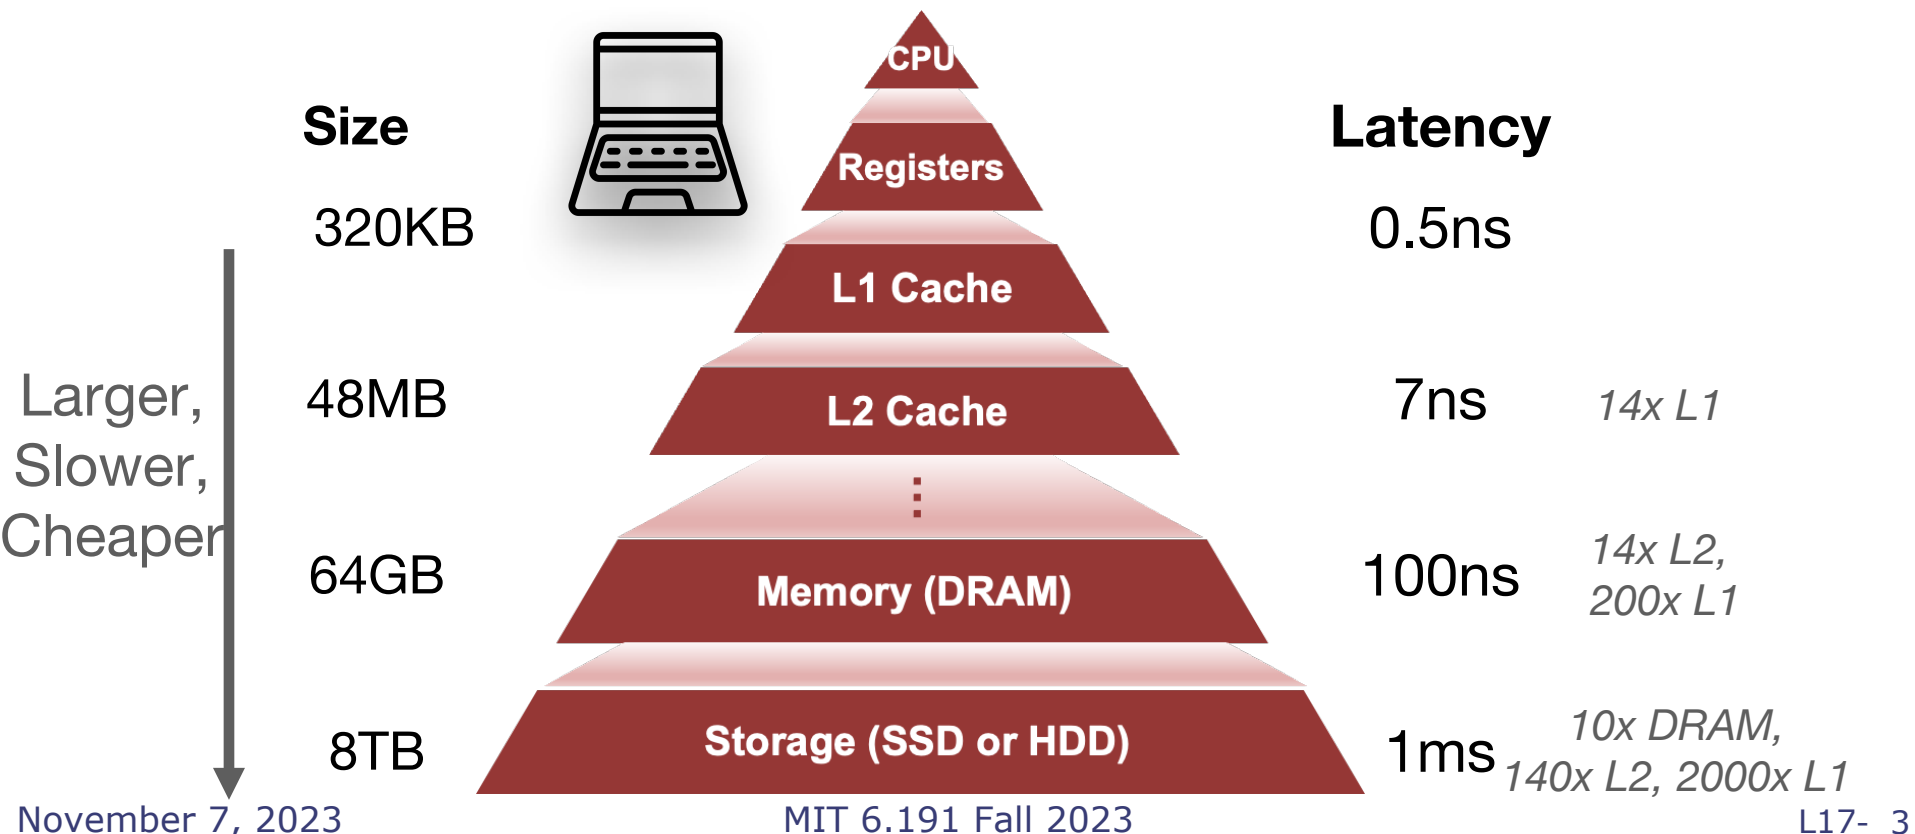 CPU
Size
Latency
Registers
320KB
0.5ns
L1 Cache
Larger,
Slower,
Cheaper
48MB
L2 Cache
7ns
14x L1
64GB
Memory (DRAM)
100ns
14x L2,
200x L1
8TB
Storage (SSD or HDD)
1ms
10x DRAM,
140x L2, 2000x L1
November 7, 2023
MIT 6.191 Fall 2023
L17- 3